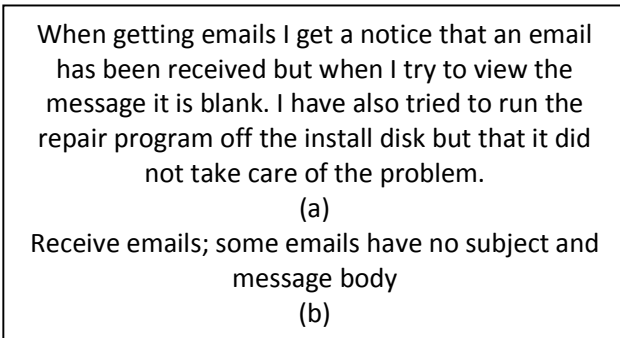 When getting emails I get a notice that an email
has been received but when I try to view the
message it is blank. I have also tried to run the
repair program off the install disk but that it did
not take care of the problem.
(a)
Receive emails; some emails have no subject and
message body
(b)